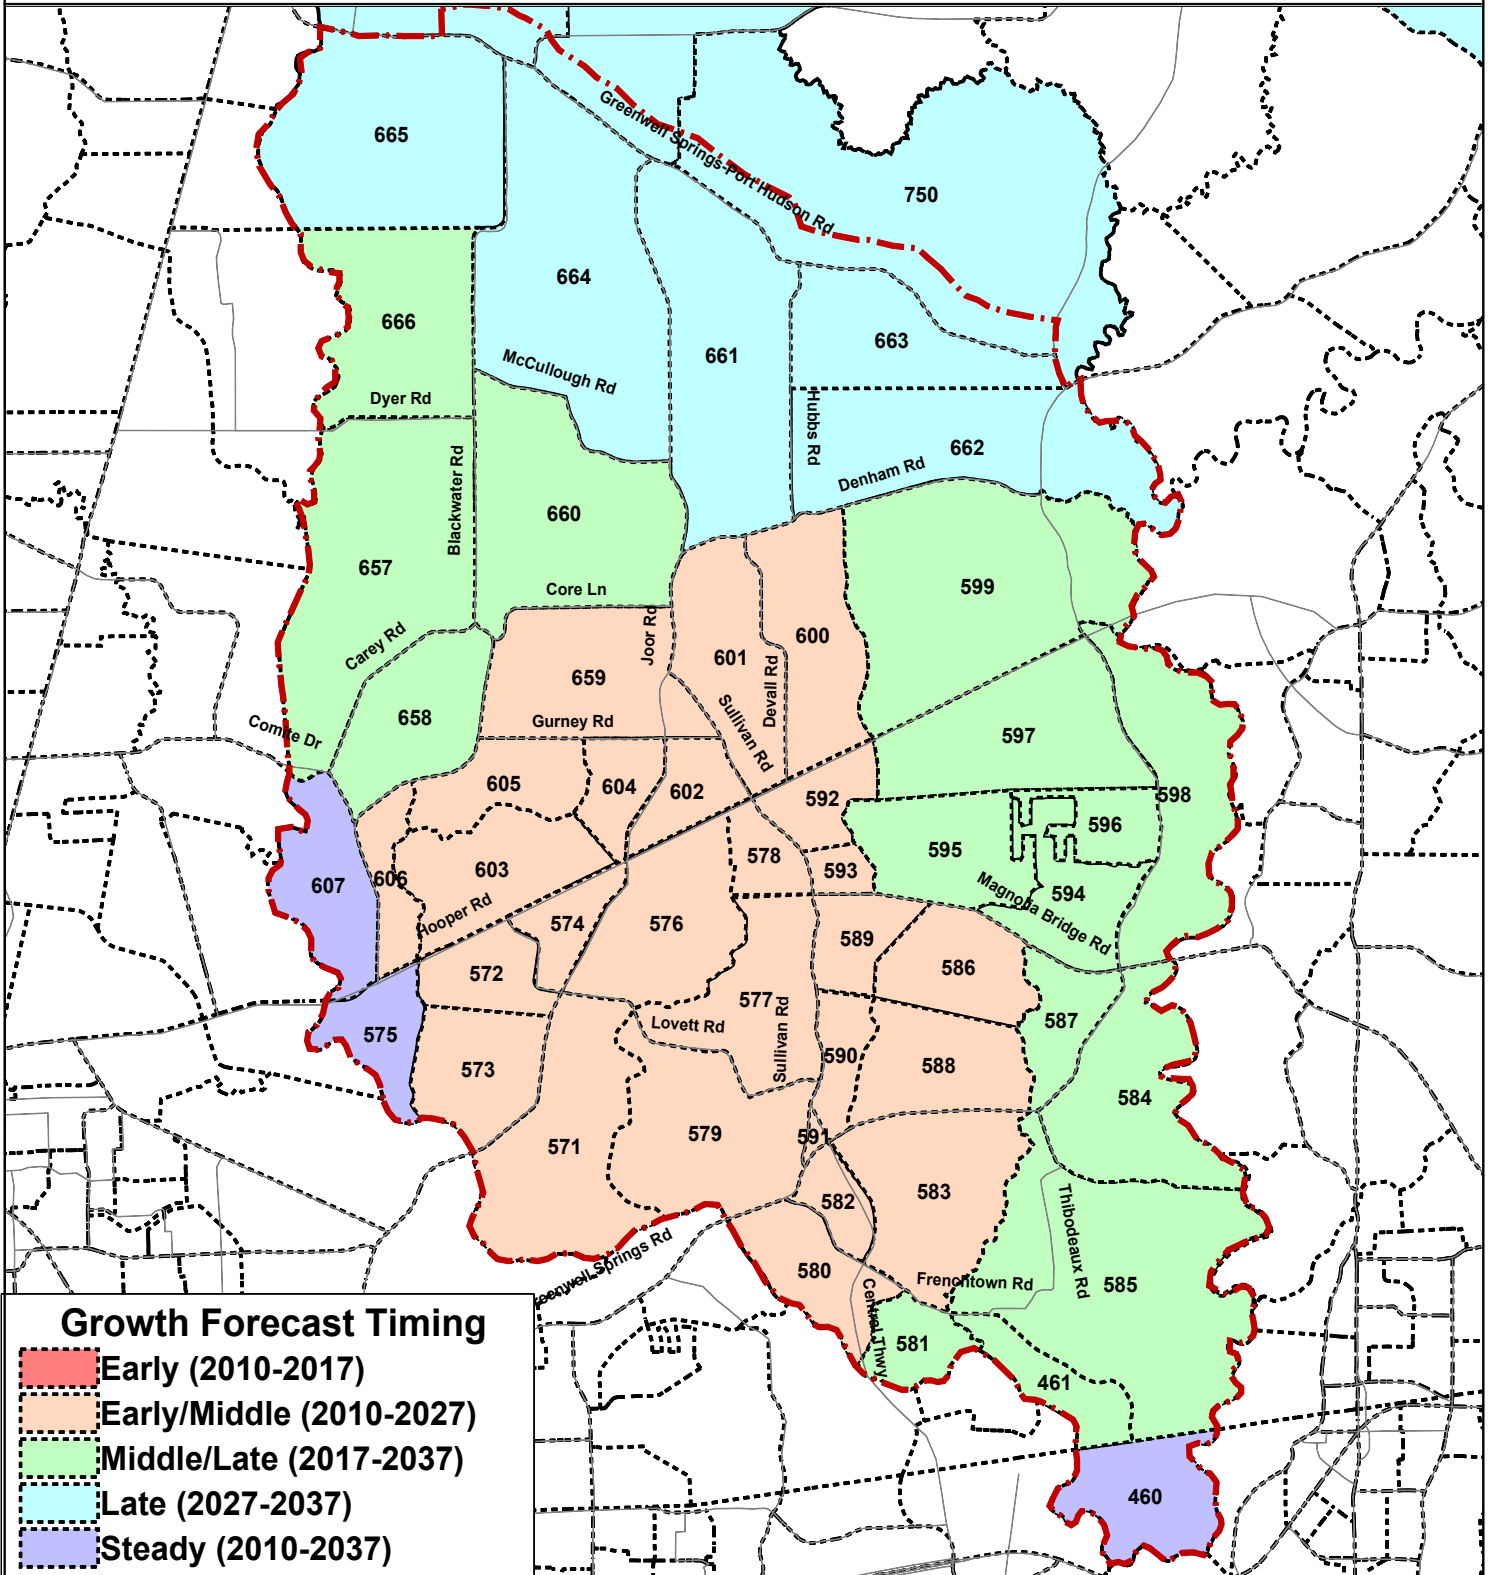 665
Greenwell Springs-Port Hudson Rd
750
664
666
661
663
McCullough Rd
Dyer Rd
Hubbs Rd
662
Denham Rd
Blackwater Rd
660
657
599
Core Ln
Joor Rd
Carey Rd
600
601
659
Devall Rd
658
Gurney Rd
Sullivan Rd
Comite Dr
597
605
604
602
592
598
596
578
595
603
593
606
607
594
Magnolia Bridge Rd
Hooper Rd
574
576
589
572
586
577
587
Lovett Rd
Sullivan Rd
575
590
573
588
584
579
591
571
582
583
Thibodeaux Rd
580
Frenchtown Rd
585
Greenwell Springs Rd
Central Thwy
581
461
460
Growth Forecast Timing
Early (2010-2017)
Early/Middle (2010-2027)
Middle/Late (2017-2037)
Late (2027-2037)
Steady (2010-2037)